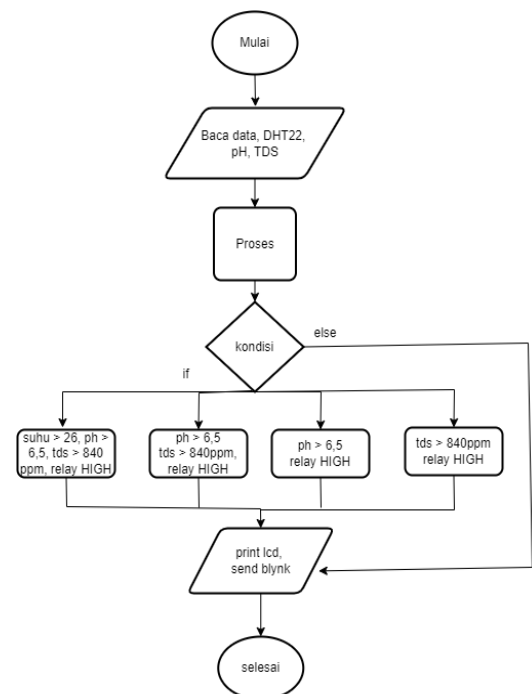 Mulai
Baca data, DHT22,
pH, TDS
Proses
kondisi
else
if
suhu > 26, ph >
6,5, tds > 840
ppm, relay HIGH
ph > 6,5
tds > 840ppm,
relay HIGH
ph > 6,5
relay HIGH
tds > 840ppm
relay HIGH
print lcd,
send blynk
selesai